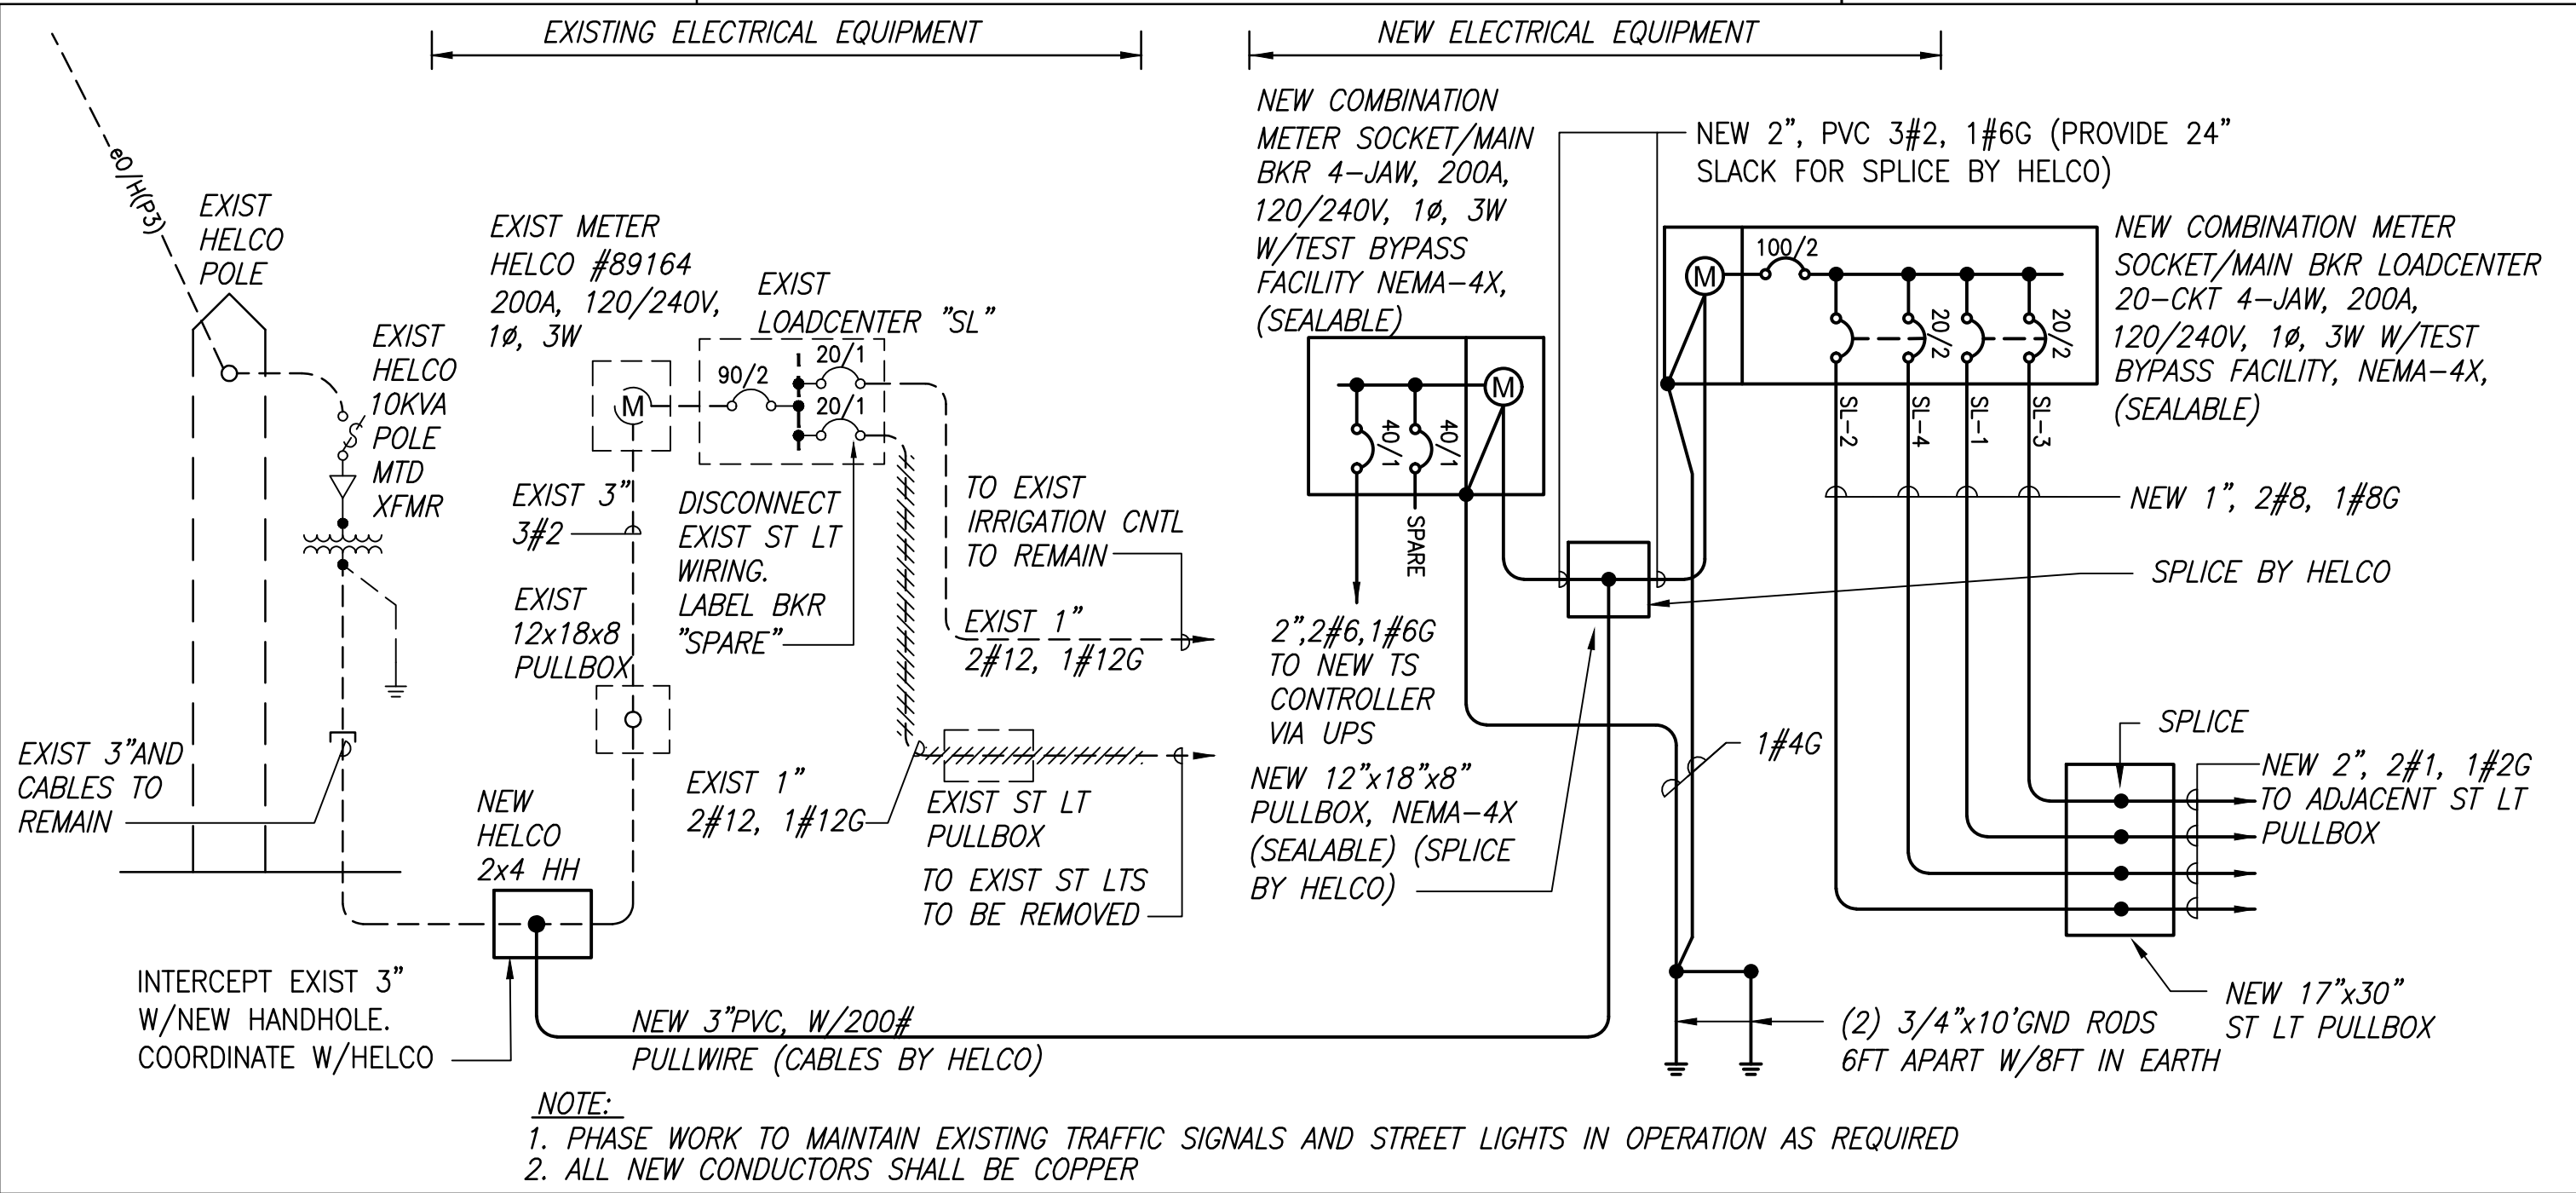 EXISTING ELECTRICAL EQUIPMENT
NEW ELECTRICAL EQUIPMENT
eO/H(P3)
EXIST
HELCO
POLE
EXIST
HELCO
10KVA
POLE
MTD
XFMR
EXIST METER
HELCO #89164
200A, 120/240V,
1ø, 3W
EXIST
LOADCENTER "SL"
M
90/2
20/1
20/1
EXIST 3"
3#2
EXIST
12x18x8
PULLBOX
DISCONNECT
EXIST ST LT
WIRING.
LABEL BKR
"SPARE"
TO EXIST
IRRIGATION CNTL
TO REMAIN
EXIST 1"
2#12, 1#12G
EXIST 3"AND
CABLES TO
REMAIN
NEW
HELCO
2x4 HH
EXIST 1"
2#12, 1#12G
EXIST ST LT
PULLBOX
TO EXIST ST LTS
TO BE REMOVED
INTERCEPT EXIST 3"
W/NEW HANDHOLE.
COORDINATE W/HELCO
NEW 3"PVC, W/200#
PULLWIRE (CABLES BY HELCO)
NEW COMBINATION
METER SOCKET/MAIN
BKR 4-JAW, 200A,
120/240V, 1ø, 3W
W/TEST BYPASS
FACILITY NEMA-4X,
(SEALABLE)
NEW 2", PVC 3#2, 1#6G (PROVIDE 24"
SLACK FOR SPLICE BY HELCO)
M
40/1
40/1
SPARE
2",2#6,1#6G
TO NEW TS
CONTROLLER
VIA UPS
NEW 12"x18"x8"
PULLBOX, NEMA-4X
(SEALABLE) (SPLICE
BY HELCO)
M
100/2
20/2
20/2
SL-2
SL-4
SL-1
SL-3
NEW COMBINATION METER
SOCKET/MAIN BKR LOADCENTER
20-CKT 4-JAW, 200A,
120/240V, 1ø, 3W W/TEST
BYPASS FACILITY, NEMA-4X,
(SEALABLE)
NEW 1", 2#8, 1#8G
SPLICE BY HELCO
1#4G
SPLICE
NEW 2", 2#1, 1#2G
TO ADJACENT ST LT
PULLBOX
NEW 17"x30"
ST LT PULLBOX
(2) 3/4"x10'GND RODS
6FT APART W/8FT IN EARTH
NOTE:
1. PHASE WORK TO MAINTAIN EXISTING TRAFFIC SIGNALS AND STREET LIGHTS IN OPERATION AS REQUIRED
2. ALL NEW CONDUCTORS SHALL BE COPPER